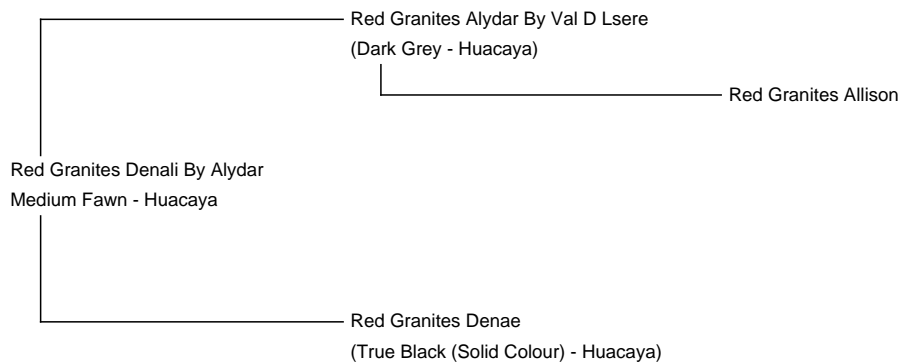 Red Granites Alydar By Val D Lsere
(Dark Grey - Huacaya)
Red Granites Allison
Red Granites Denali By Alydar
Medium Fawn - Huacaya
Red Granites Denae
(True Black (Solid Colour) - Huacaya)